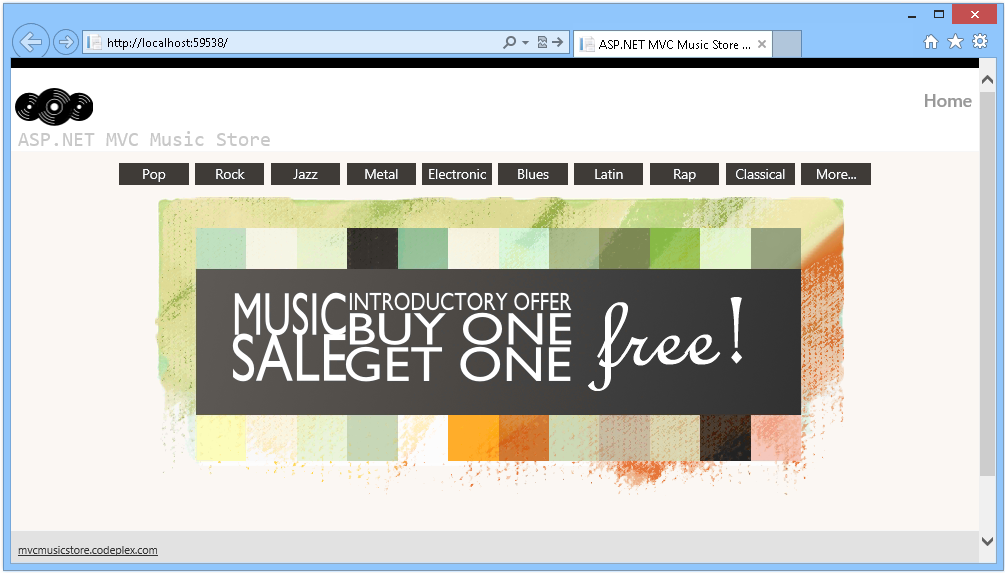 http://localhost:59538/
ASP.NET MVC Music Store ...
Home
ASP.NET MVC Music Store
Pop Rock Jazz Metal Electronic Blues Latin Rap Classical More...
MUSIC SALE
INTRODUCTORY OFFER
BUY ONE
GET ONE
free!
mvcmusicstore.codeplex.com